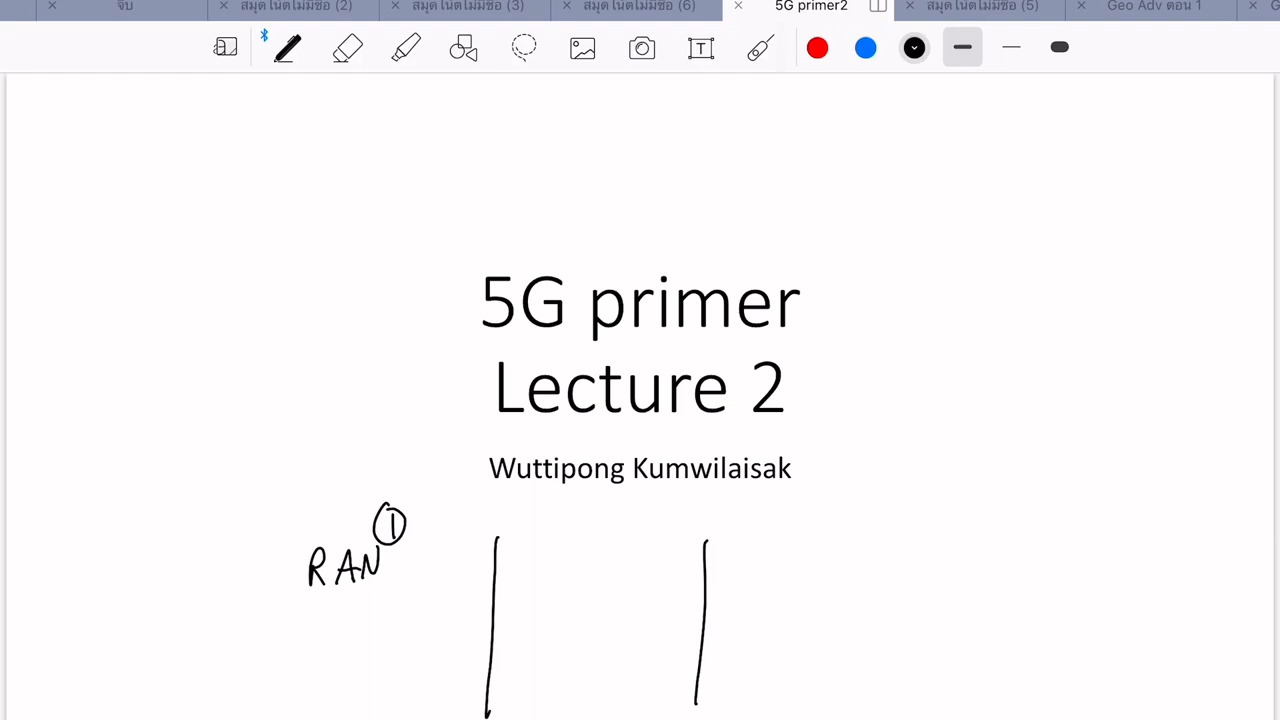 จิ๊บ
สมุดโน้ตไม่มีชื่อ (2)
สมุดโน้ตไม่มีชื่อ (3)
สมุดโน้ตไม่มีชื่อ (6)
5G primer2
สมุดโน้ตไม่มีชื่อ (5)
Geo Adv ตอน 1
T
5G primer
Lecture 2
Wuttipong Kumwilaisak
RAN ①